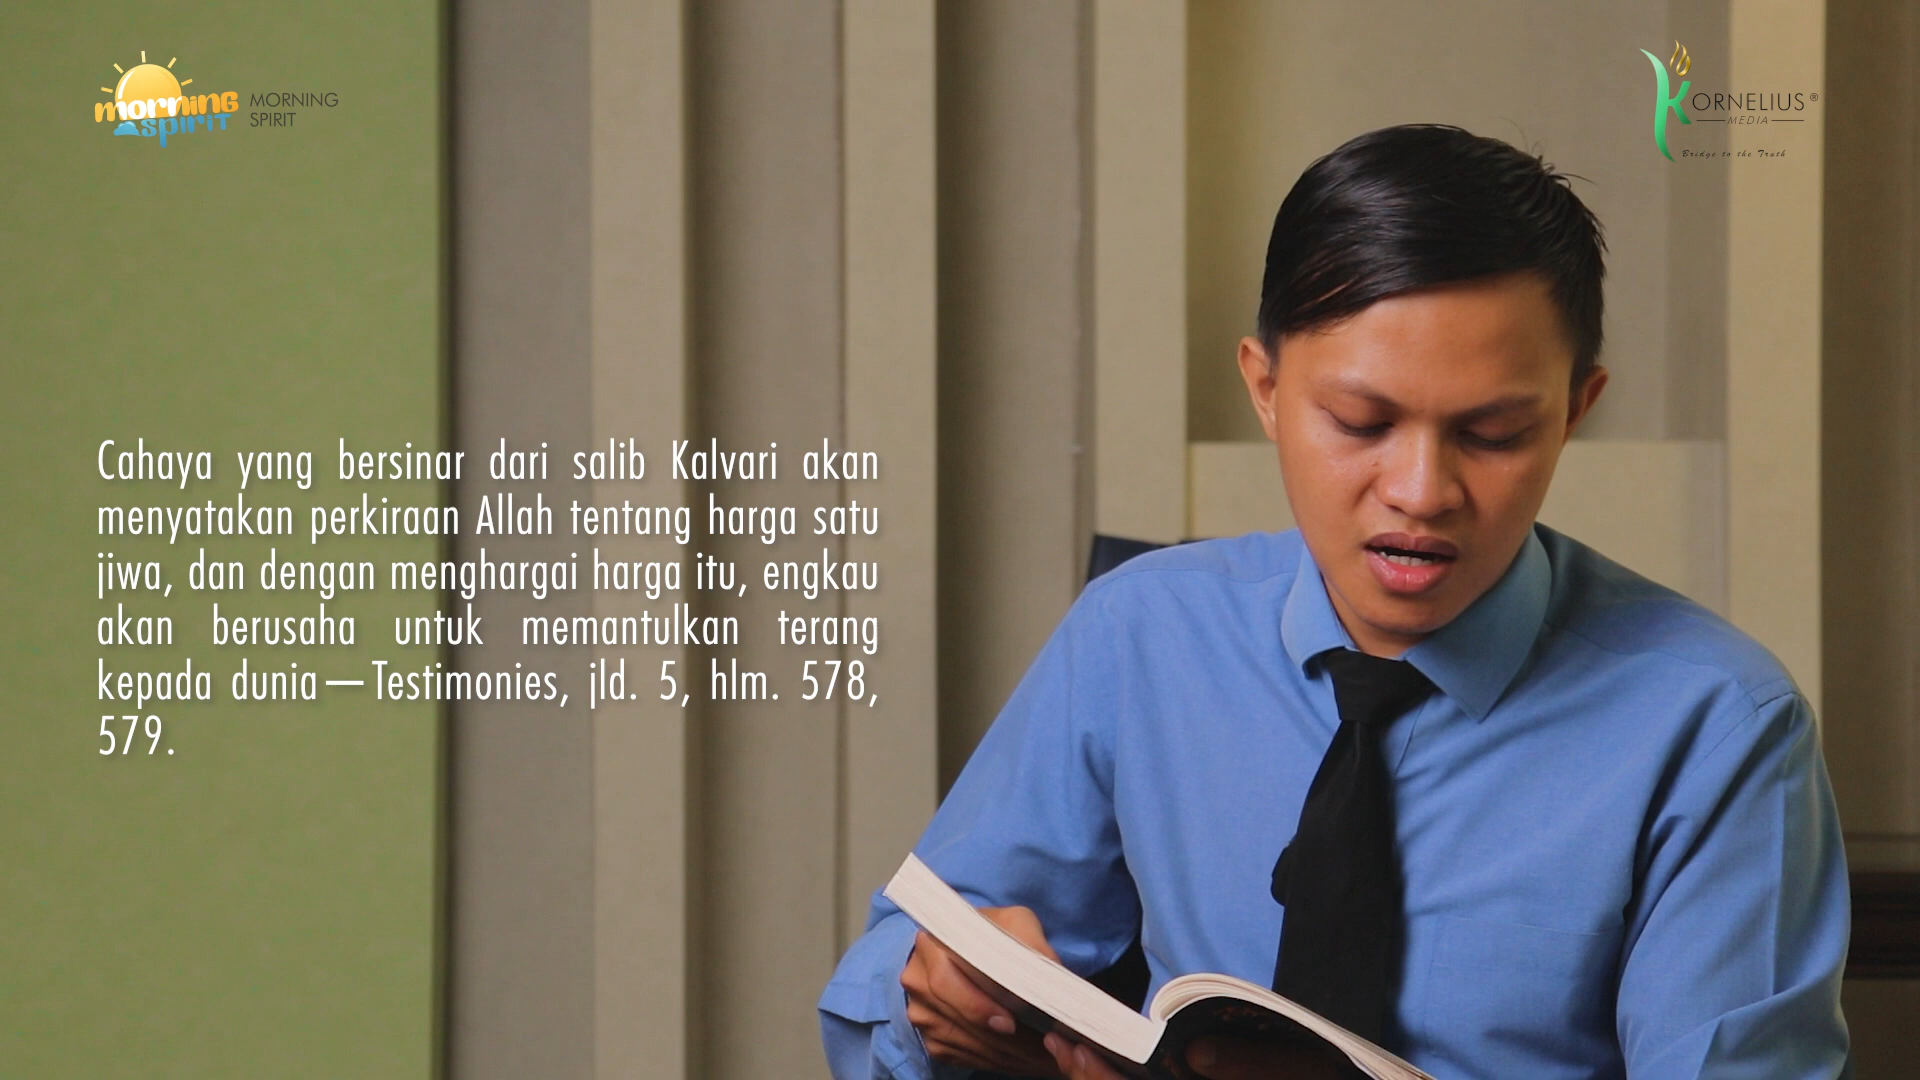 morning
spirit
MORNING
SPIRIT
KORNELIUS®
MEDIA
Bridge to the Truth
Cahaya yang bersinar dari salib Kalvari akan
menyatakan perkiraan Allah tentang harga satu
jiwa, dan dengan menghargai harga itu, engkau
akan berusaha untuk memantulkan terang
kepada dunia—Testimonies, jld. 5, hlm. 578,
579.